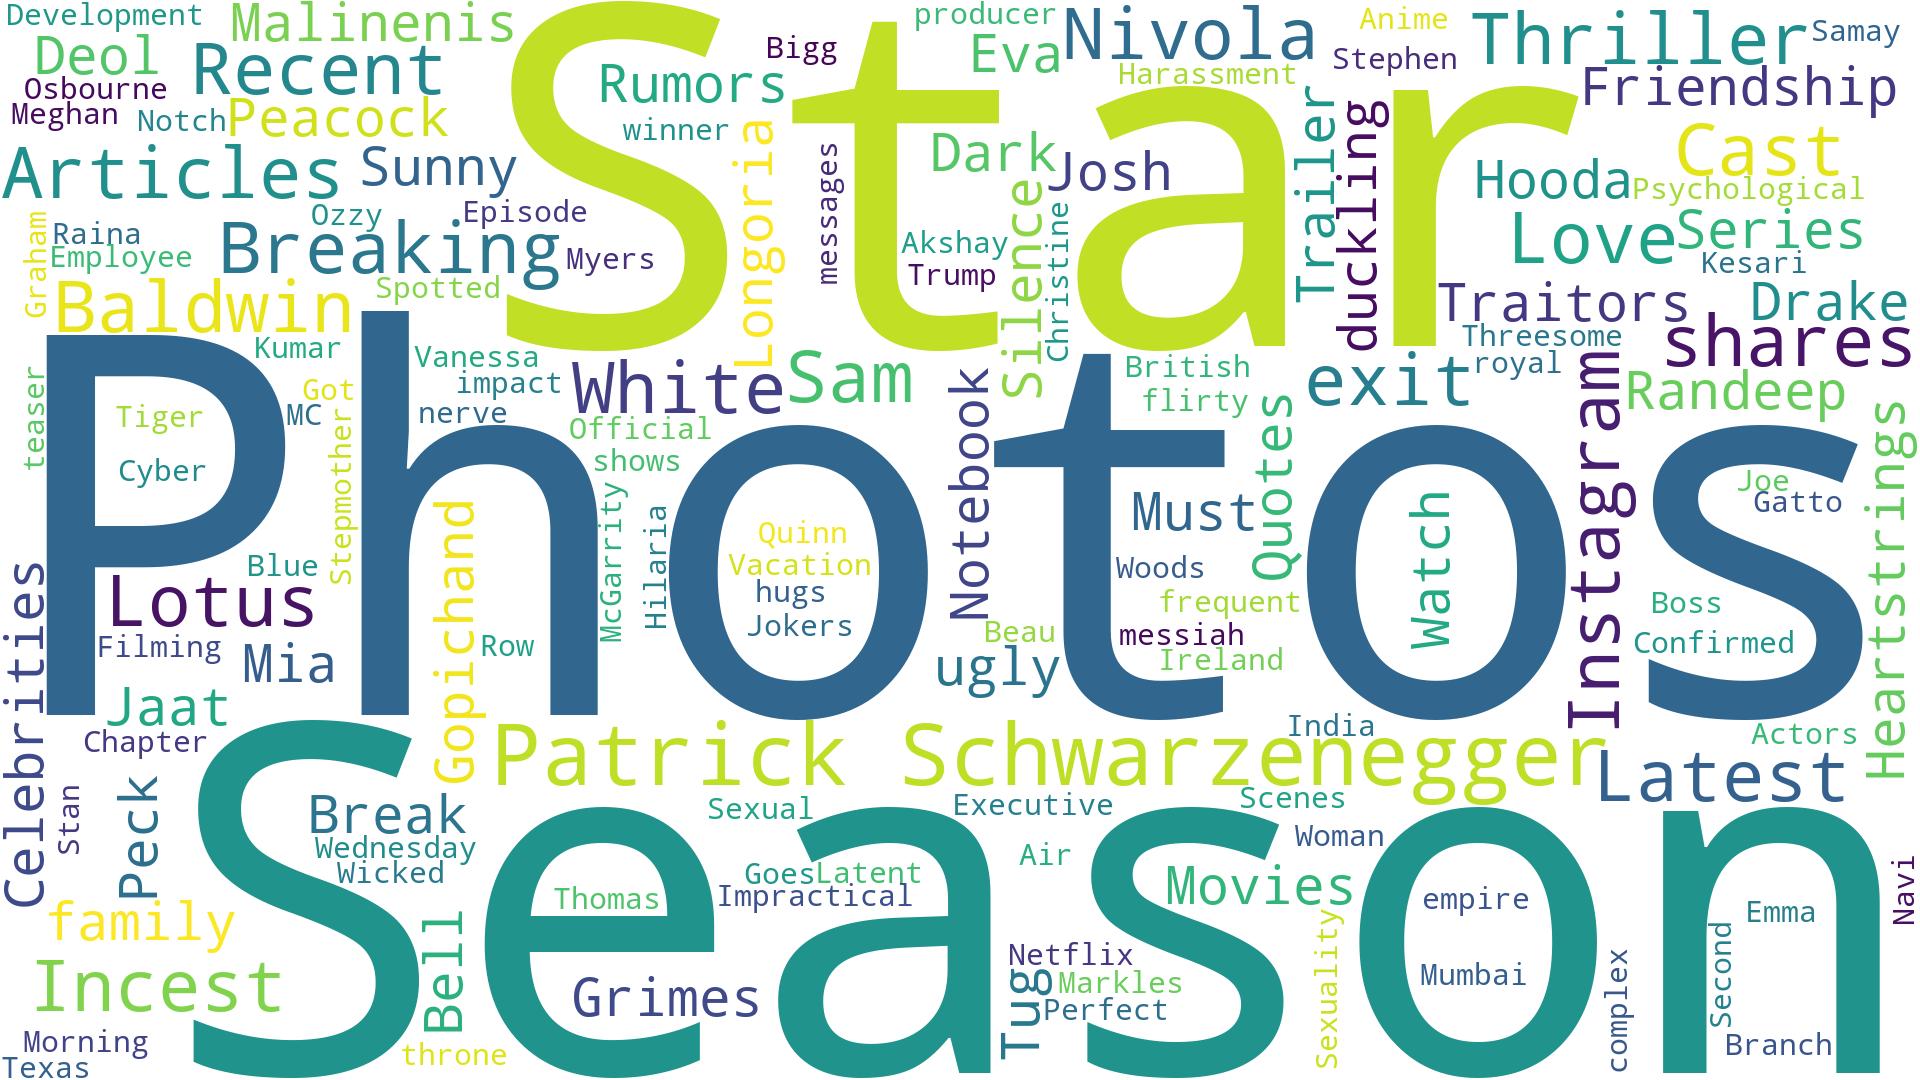 Development
Malinenis
Star
producer
Nivola
Anime
Thriller
Samay
Deol
Recent
Bigg
Eva
Stephen
Harassment
Friendship
Osbourne
Rumors
Meghan
Notch
Peacock
winner
Longoria
Dark
Trailer
duckling
Cast
Articles
Sunny
messages
Josh
Hooda
Psychological
Silence
Christine
Graham
Raina
Ozzy
Episode
Love
Series
Employee
Breaking
Myers
Akshay
Trump
Kesari
Baldwin
Spotted
Traitors
Drake
Photos
Kumar
Vanessa
Threesome
shares
teaser
impact
White
Sam
British
royal
exit
Instagram
Got
Notebook
flirty
Quotes
Randeep
Tiger
MC
nerve
Official
Heartstrings
Cyber
Stepmother
shows
Joe
Gatto
Gopichand
McGarrity
Hilaria
Must
Watch
Quinn
Vacation
Blue
hugs
Woods
Celebrities
Lotus
Jokers
frequent
Boss
Filming
Row
Beau
messiah
Confirmed
Mia
ugly
Ireland
Jaat
India
Chapter
Patrick Schwarzenegger
Actors
Latest
Season
Stan
Peck
Break
Sexual
Executive
Scenes
Wednesday
Air
Woman
Wicked
Goes
Latent
Movies
Navi
Thomas
Impractical
empire
Emma
family
Bell
Netflix
Sexuality
Second
Incest
Grimes
Tug
Markles
Mumbai
complex
Perfect
Morning
throne
Branch
Texas